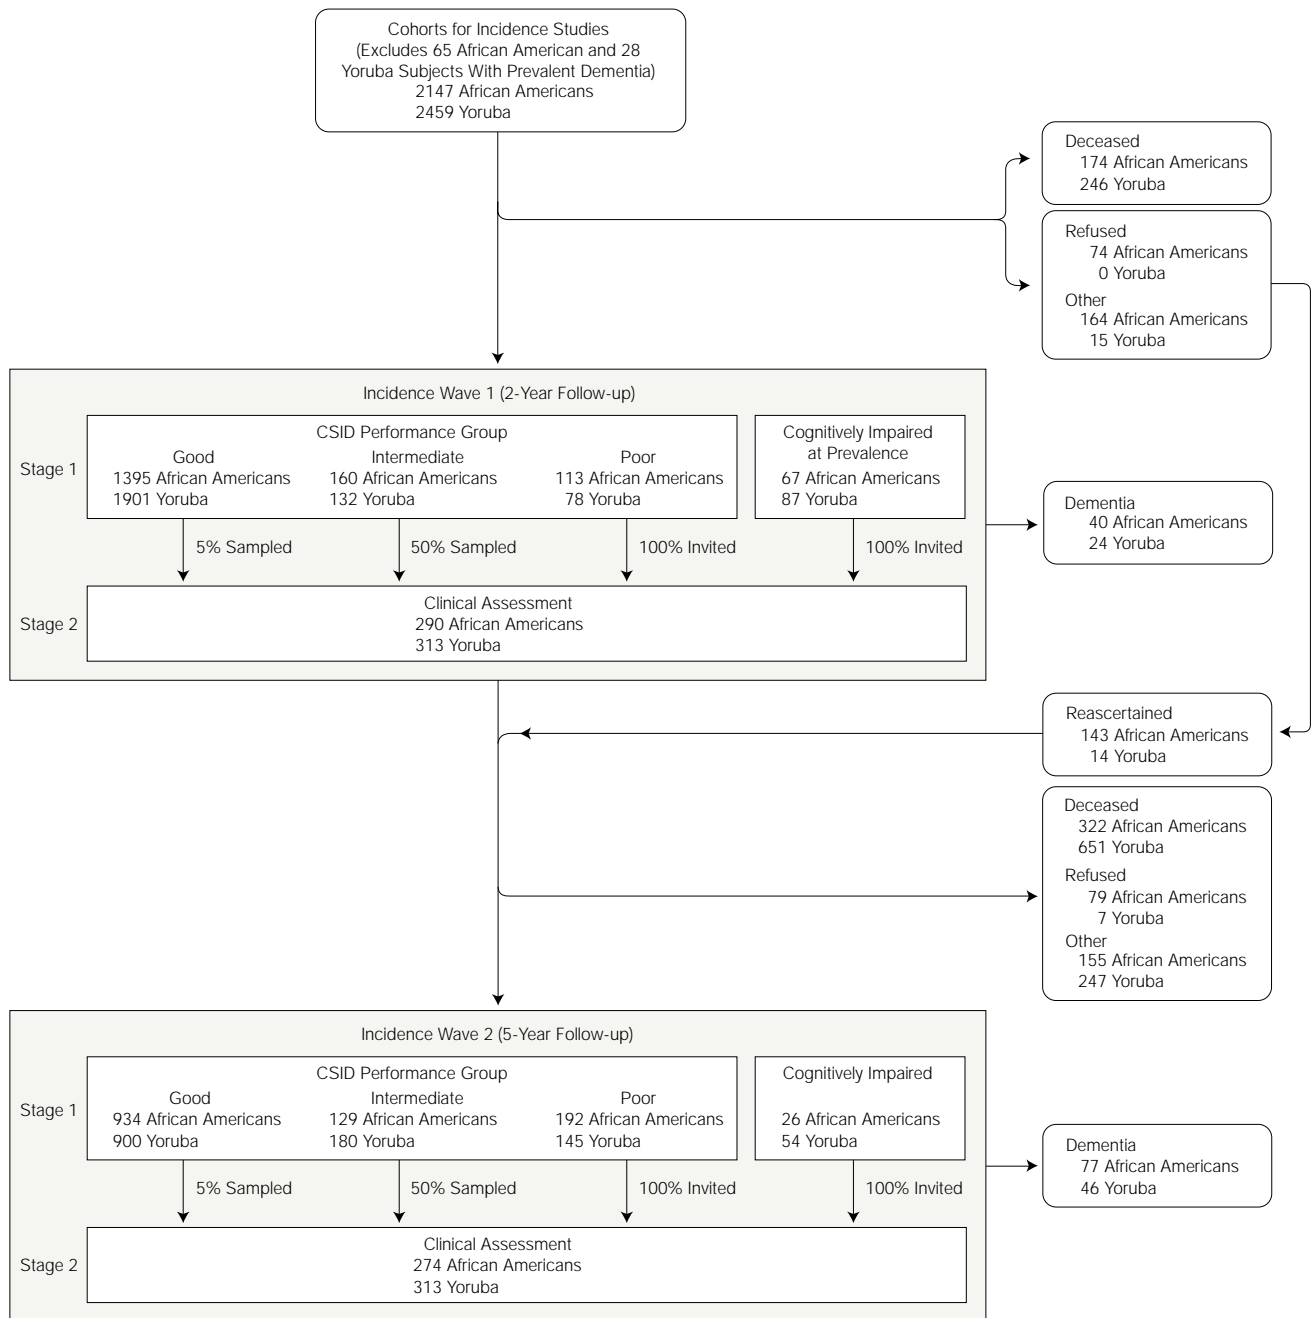 Cohorts for Incidence Studies
(Excludes 65 African American and 28
Yoruba Subjects With Prevalent Dementia)
2147 African Americans
2459 Yoruba
Deceased
174 African Americans
246 Yoruba
Refused
74 African Americans
0 Yoruba
Other
164 African Americans
15 Yoruba
Incidence Wave 1 (2-Year Follow-up)
Stage 1
CSID Performance Group
Good
1395 African Americans
1901 Yoruba
Intermediate
160 African Americans
132 Yoruba
Poor
113 African Americans
78 Yoruba
Cognitively Impaired
at Prevalence
67 African Americans
87 Yoruba
5% Sampled
50% Sampled
100% Invited
100% Invited
Dementia
40 African Americans
24 Yoruba
Stage 2
Clinical Assessment
290 African Americans
313 Yoruba
Reascertained
143 African Americans
14 Yoruba
Deceased
322 African Americans
651 Yoruba
Refused
79 African Americans
7 Yoruba
Other
155 African Americans
247 Yoruba
Incidence Wave 2 (5-Year Follow-up)
Stage 1
CSID Performance Group
Good
934 African Americans
900 Yoruba
Intermediate
129 African Americans
180 Yoruba
Poor
192 African Americans
145 Yoruba
Cognitively Impaired
26 African Americans
54 Yoruba
5% Sampled
50% Sampled
100% Invited
100% Invited
Dementia
77 African Americans
46 Yoruba
Stage 2
Clinical Assessment
274 African Americans
313 Yoruba